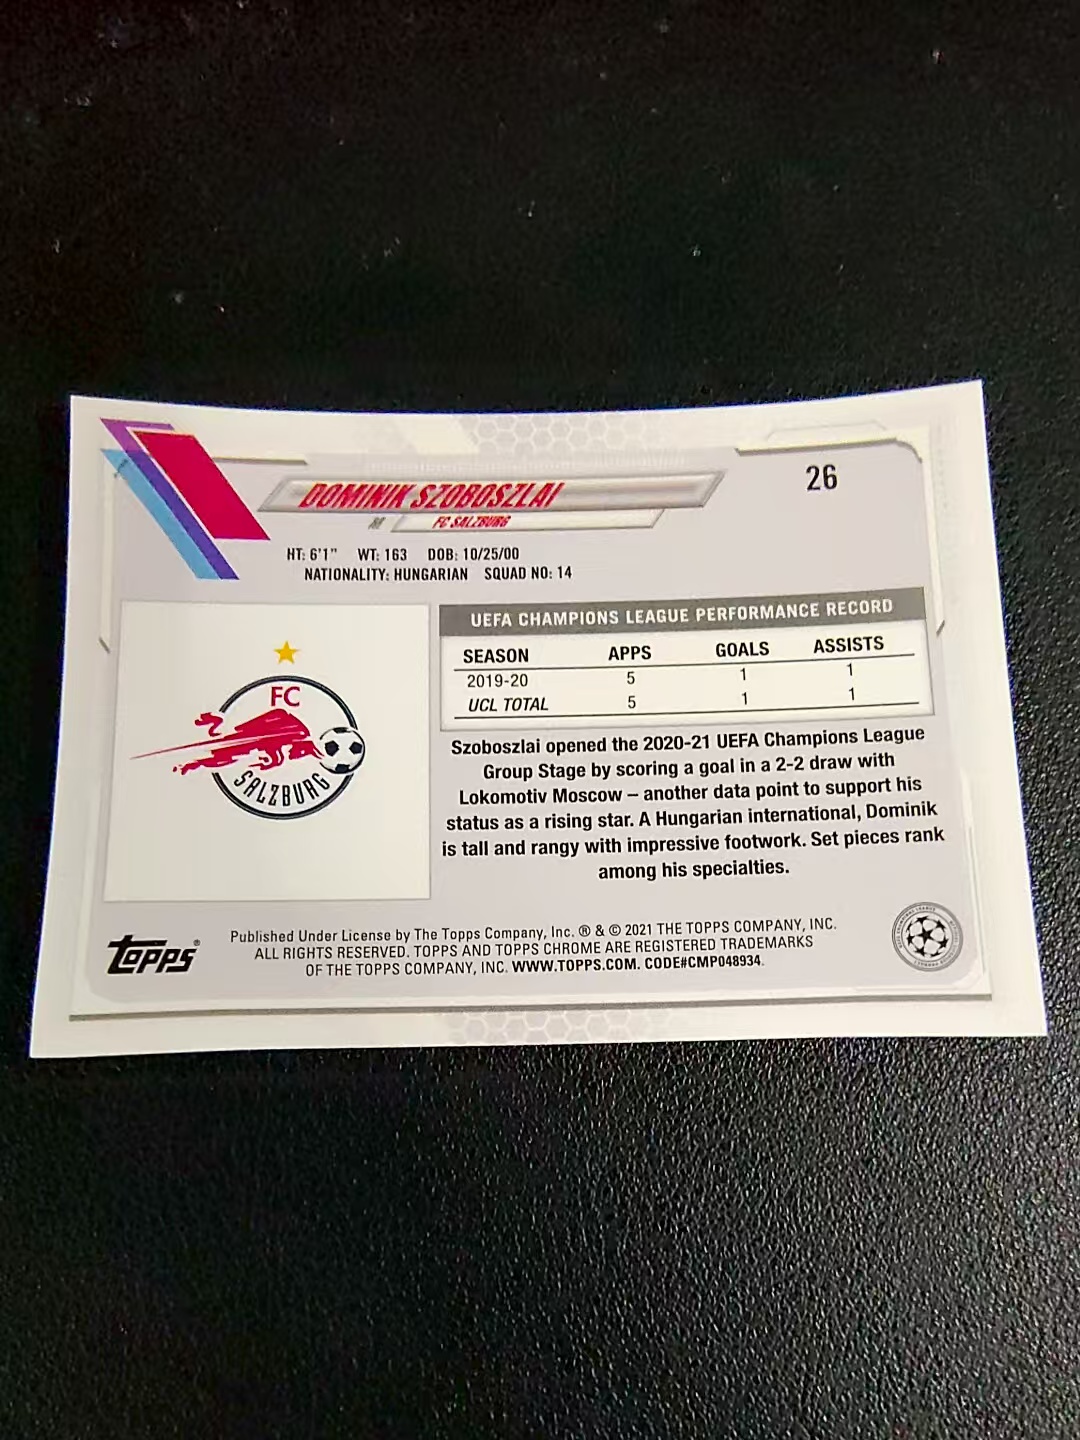 26
DOMINIK SZOBOSZLAI
M FC SALZBURG
HT: 6'1" WT: 163 DOB: 10/25/00
NATIONALITY: HUNGARIAN SQUAD NO: 14
FC
SALZBURG
UEFA CHAMPIONS LEAGUE PERFORMANCE RECORD
SEASON APPS GOALS ASSISTS
2019-20 5 1 1
UCL TOTAL 5 1 1
Szoboszlai opened the 2020-21 UEFA Champions League
Group Stage by scoring a goal in a 2-2 draw with
Lokomotiv Moscow – another data point to support his
status as a rising star. A Hungarian international, Dominik
is tall and rangy with impressive footwork. Set pieces rank
among his specialties.
TOPPS®
Published Under License by The Topps Company, Inc. ® & © 2021 THE TOPPS COMPANY, INC.
ALL RIGHTS RESERVED. TOPPS AND TOPPS CHROME ARE REGISTERED TRADEMARKS
OF THE TOPPS COMPANY, INC. WWW.TOPPS.COM. CODE#CMP048934.